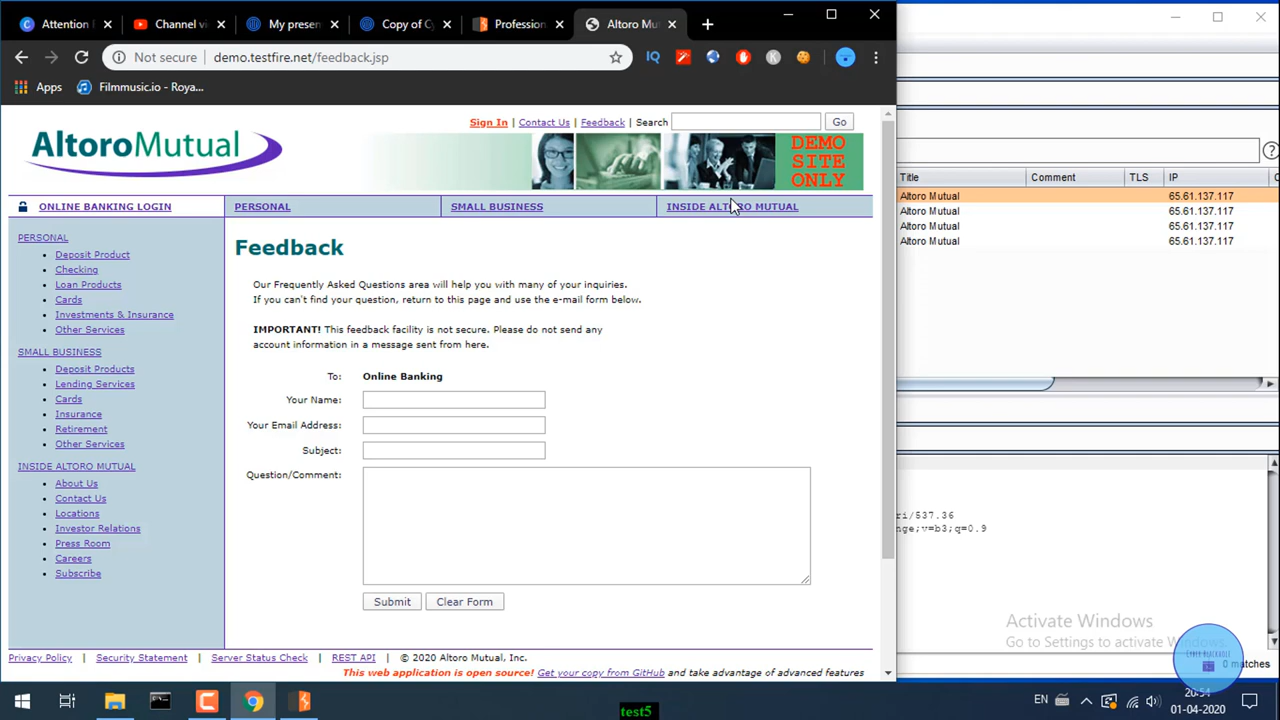 Attention F
Channel vi
My presen
Copy of Cy
Profession
Altoro Mut
Not secure
demo.testfire.net/feedback.jsp
IQ
Apps
Filmmusic.io - Roya...
AltoroMutual
Sign In | Contact Us | Feedback | Search
Go
DEMO
SITE
ONLY
ONLINE BANKING LOGIN
PERSONAL
SMALL BUSINESS
INSIDE ALTORO MUTUAL
PERSONAL
Deposit Product
Checking
Loan Products
Cards
Investments & Insurance
Other Services
SMALL BUSINESS
Deposit Products
Lending Services
Cards
Insurance
Retirement
Other Services
INSIDE ALTORO MUTUAL
About Us
Contact Us
Locations
Investor Relations
Press Room
Careers
Subscribe
Feedback
Our Frequently Asked Questions area will help you with many of your inquiries.
If you can't find your question, return to this page and use the e-mail form below.
IMPORTANT! This feedback facility is not secure. Please do not send any
account information in a message sent from here.
To: Online Banking
Your Name:
Your Email Address:
Subject:
Question/Comment:
Submit
Clear Form
Privacy Policy | Security Statement | Server Status Check | REST API | © 2020 Altoro Mutual, Inc.
This web application is open source! Get your copy from GitHub and take advantage of advanced features
?
Title Comment TLS IP
Altoro Mutual 65.61.137.117
Altoro Mutual 65.61.137.117
Altoro Mutual 65.61.137.117
Altoro Mutual 65.61.137.117
ri/537.36
nge;v=b3;q=0.9
Activate Windows
Go to Settings to activate Windows.
CYBER BLACKHOLE
0 matches
test5
EN
20:54
01-04-2020